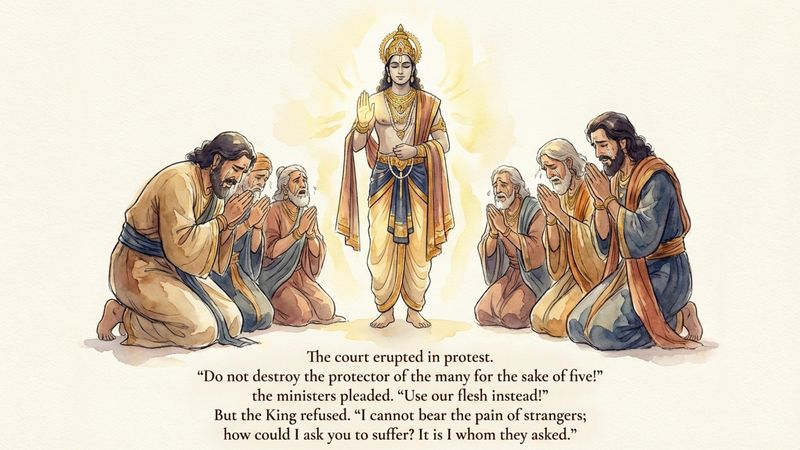 The court erupted in protest.
“Do not destroy the protector of the many for the sake of five!”
the ministers pleaded. “Use our flesh instead!”
But the King refused. “I cannot bear the pain of strangers;
how could I ask you to suffer? It is I whom they asked.”